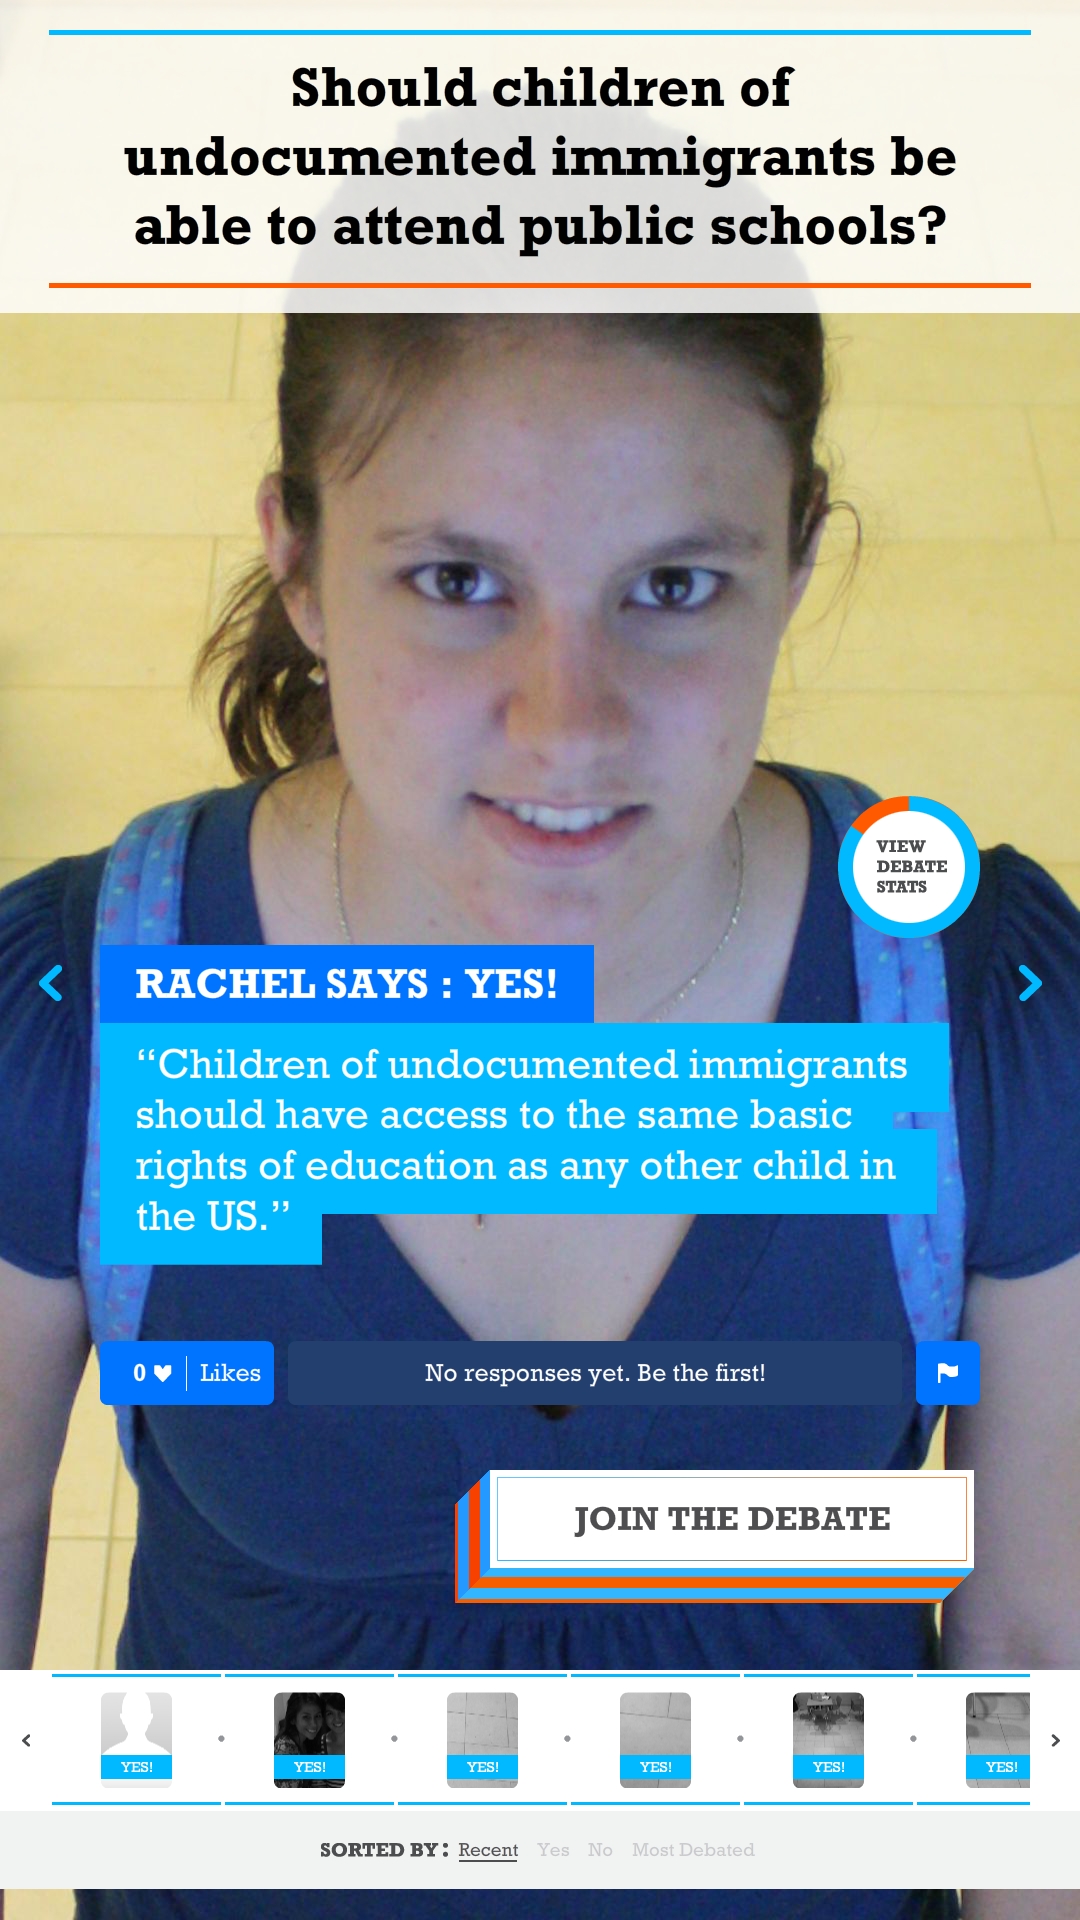 Should children of
undocumented immigrants be
able to attend public schools?
VIEW
DEBATE
STATS
RACHEL SAYS : YES!
“Children of undocumented immigrants
should have access to the same basic
rights of education as any other child in
the US.”
0 Likes
No responses yet. Be the first!
JOIN THE DEBATE
YES! YES! YES! YES! YES! YES!
SORTED BY: Recent Yes No Most Debated